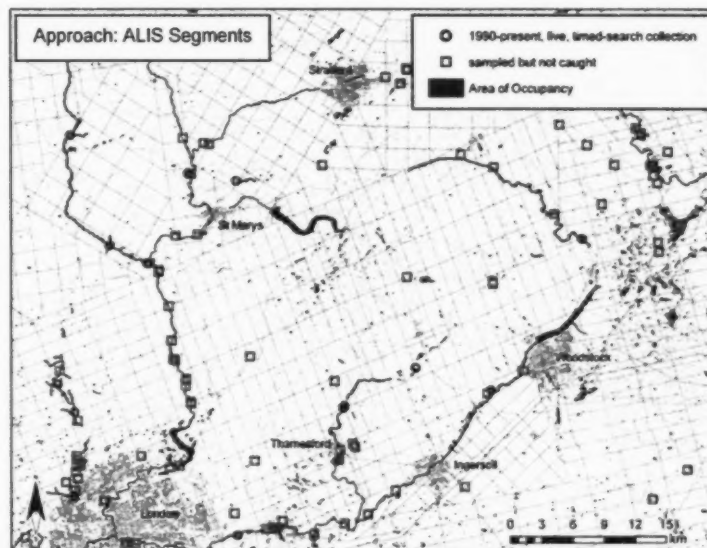 Approach: ALIS Segments
1990-present, live, timed-search collection
sampled but not caught
Area of Occupancy
Stratford
St Marys
Woodstock
Thamesford
Ingersoll
London
0 3 6 9 12 15
km